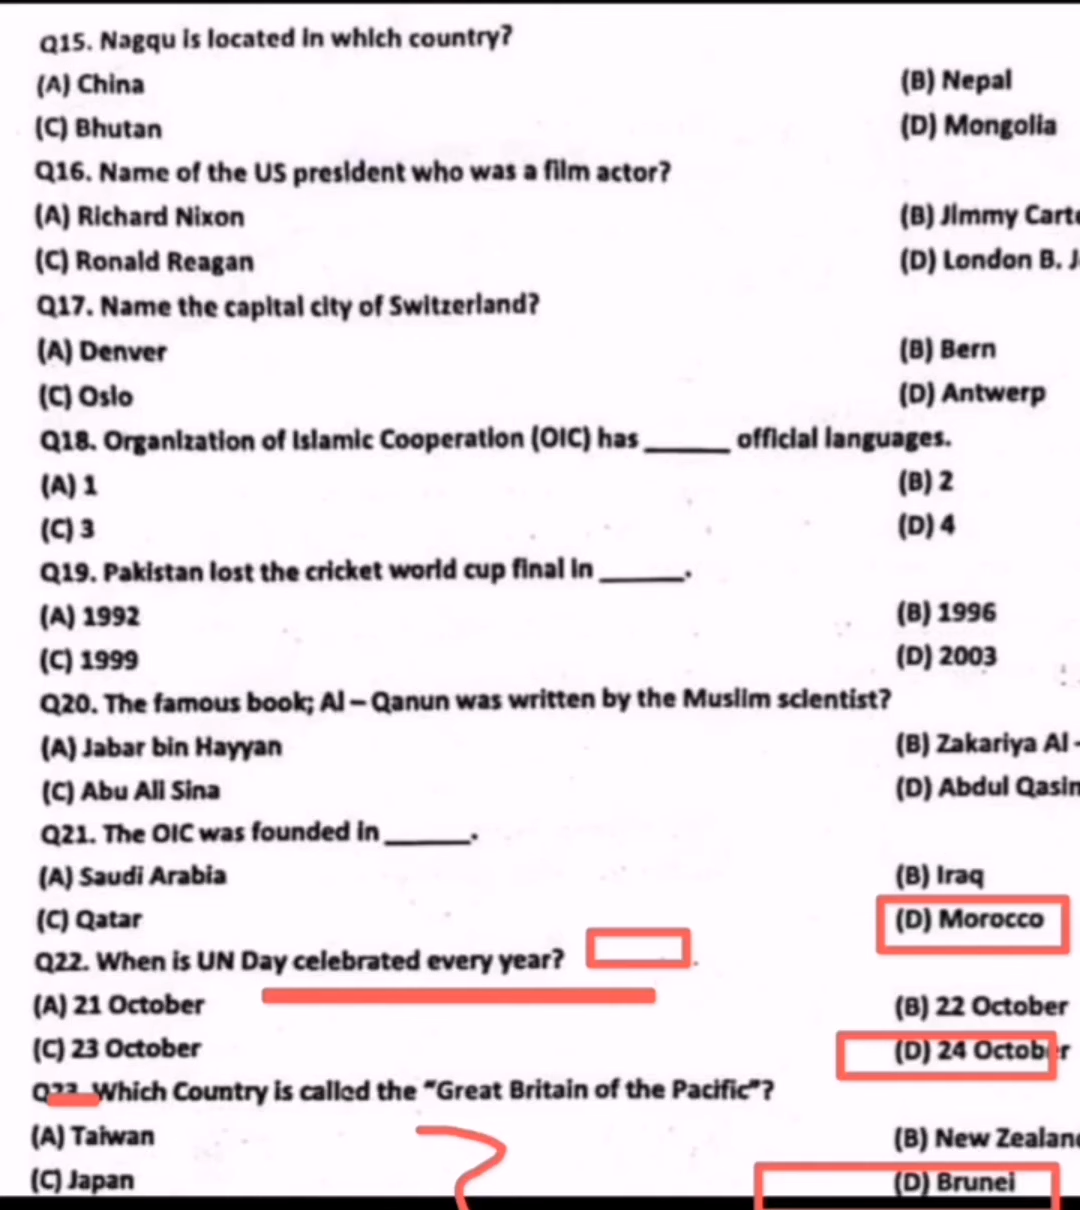 Q15. Nagqu is located in which country?
(A) China (B) Nepal
(C) Bhutan (D) Mongolia
Q16. Name of the US president who was a film actor?
(A) Richard Nixon (B) Jimmy Carte
(C) Ronald Reagan (D) London B. J
Q17. Name the capital city of Switzerland?
(A) Denver (B) Bern
(C) Oslo (D) Antwerp
Q18. Organization of Islamic Cooperation (OIC) has ______ official languages.
(A) 1 (B) 2
(C) 3 (D) 4
Q19. Pakistan lost the cricket world cup final in ______.
(A) 1992 (B) 1996
(C) 1999 (D) 2003
Q20. The famous book; Al – Qanun was written by the Muslim scientist?
(A) Jabar bin Hayyan (B) Zakariya Al -
(C) Abu Ali Sina (D) Abdul Qasin
Q21. The OIC was founded in ______.
(A) Saudi Arabia (B) Iraq
(C) Qatar (D) Morocco
Q22. When is UN Day celebrated every year?
(A) 21 October (B) 22 October
(C) 23 October (D) 24 October
Q23. Which Country is called the "Great Britain of the Pacific"?
(A) Taiwan (B) New Zealan
(C) Japan (D) Brunei